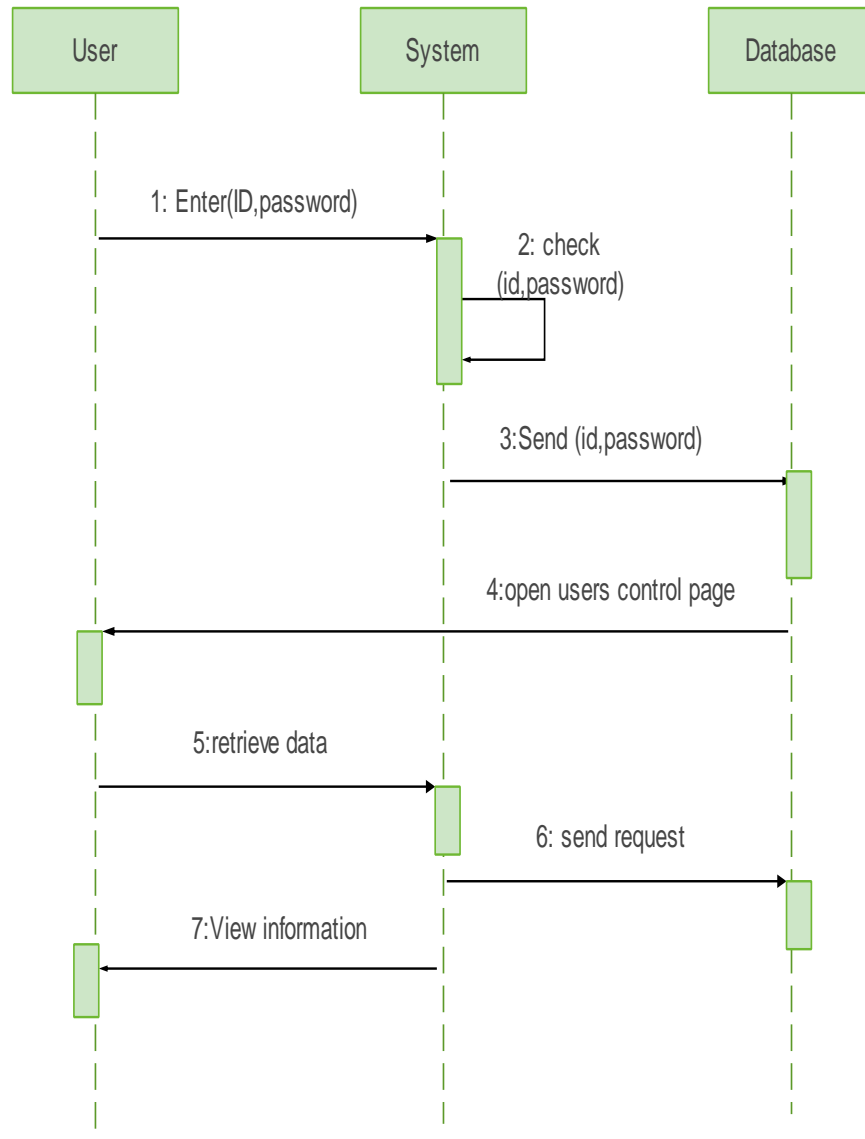 User
System
Database
1: Enter(ID,password)
2: check
(id,password)
3:Send (id,password)
4:open users control page
5:retrieve data
6: send request
7:View information